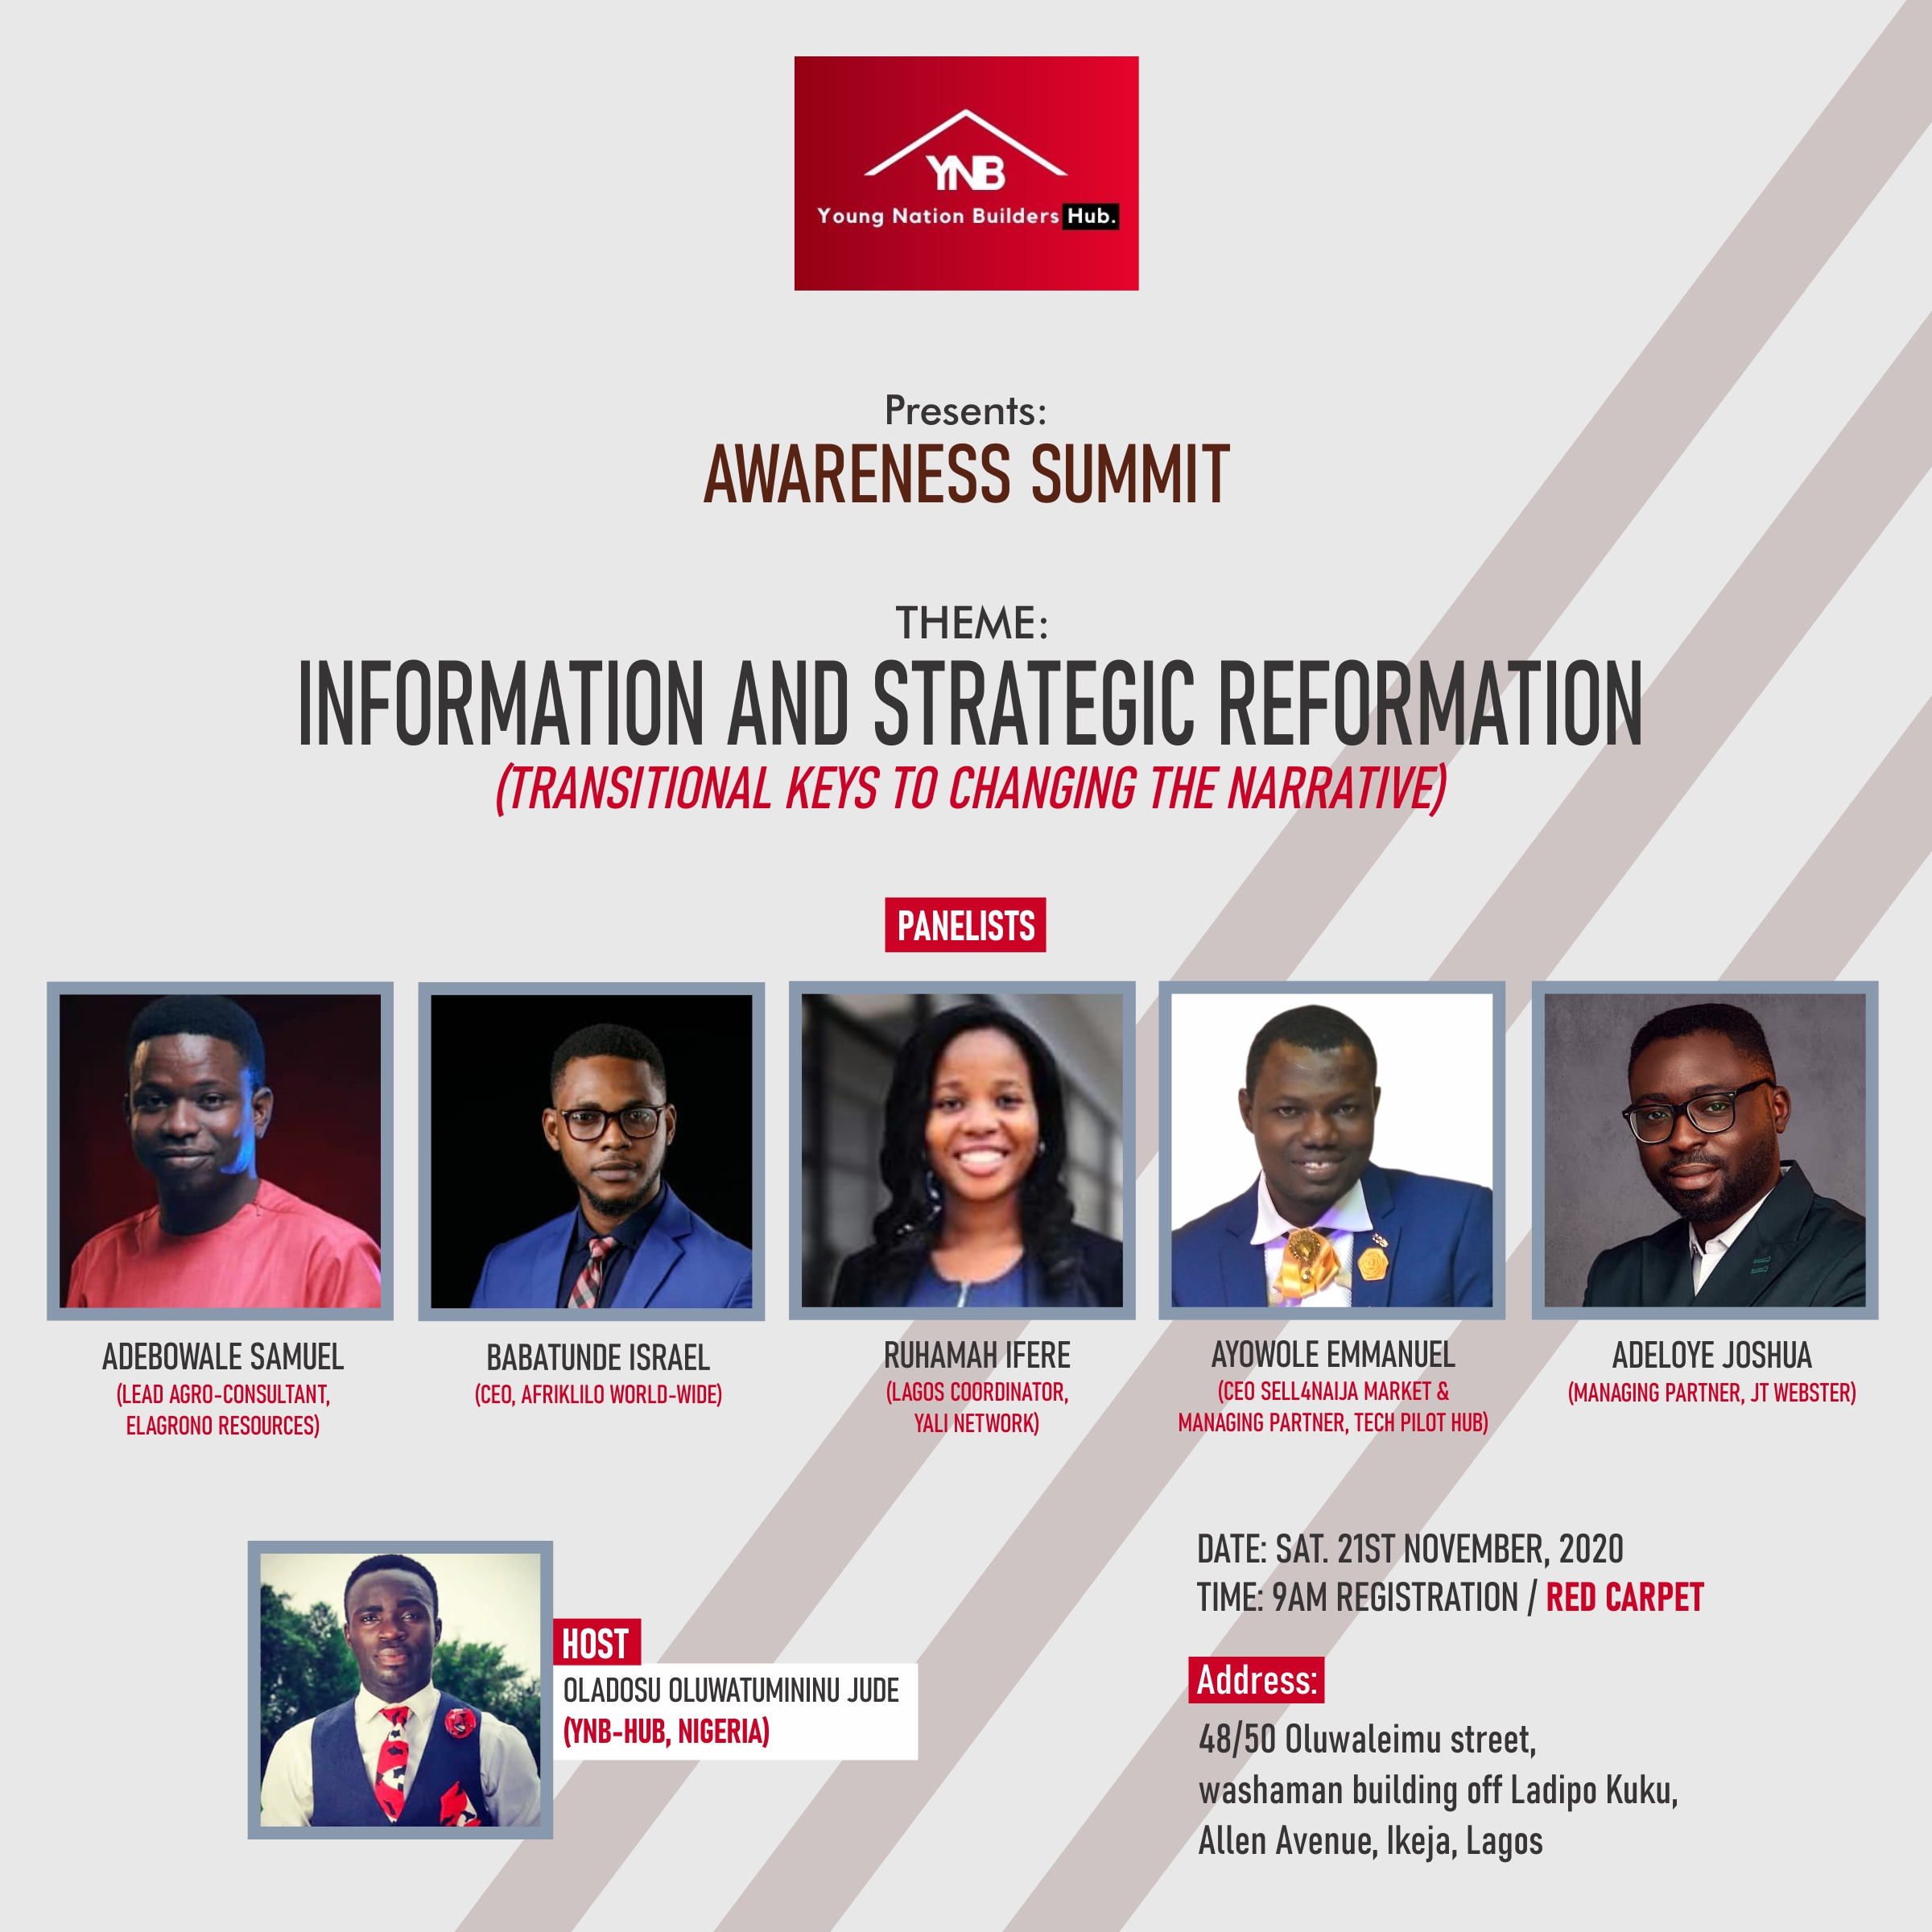 YNB
Young Nation Builders Hub.
Presents:
AWARENESS SUMMIT
THEME:
INFORMATION AND STRATEGIC REFORMATION
(TRANSITIONAL KEYS TO CHANGING THE NARRATIVE)
PANELISTS
ADEBOWALE SAMUEL
(LEAD AGRO-CONSULTANT,
ELAGRONO RESOURCES)
BABATUNDE ISRAEL
(CEO, AFRIKLILO WORLD-WIDE)
RUHAMAH IFERE
(LAGOS COORDINATOR,
YALI NETWORK)
AYOWOLE EMMANUEL
(CEO SELL4NAIJA MARKET &
MANAGING PARTNER, TECH PILOT HUB)
ADELOYE JOSHUA
(MANAGING PARTNER, JT WEBSTER)
HOST
OLADOSU OLUWATUMININU JUDE
(YNB-HUB, NIGERIA)
DATE: SAT. 21ST NOVEMBER, 2020
TIME: 9AM REGISTRATION / RED CARPET
Address:
48/50 Oluwaleimu street,
washaman building off Ladipo Kuku,
Allen Avenue, Ikeja, Lagos